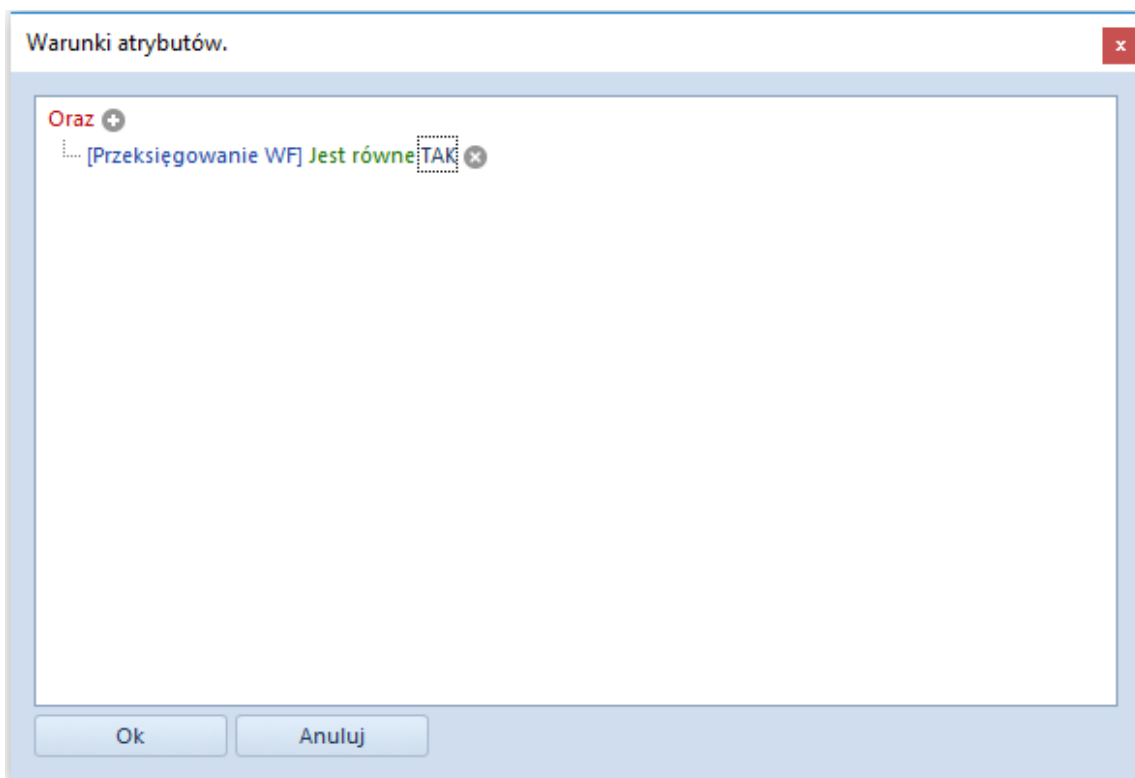 Warunki atrybutów.
x
Oraz
[Przeksięgowanie WF] Jest równe TAK
Ok Anuluj